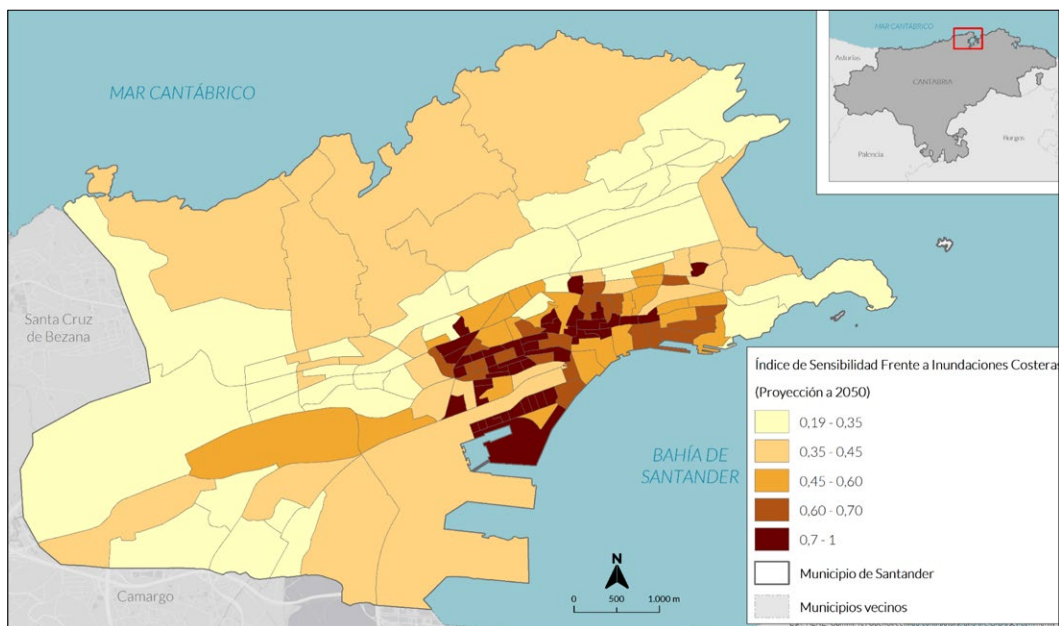 MAR CANTÁBRICO
MAR CANTÁBRICO
Asturias
CANTABRIA
Burgos
Palencia
Santa Cruz
de Bezana
BAHÍA DE
SANTANDER
Camargo
N
0 500 1.000 m
Índice de Sensibilidad Frente a Inundaciones Costeras
(Proyección a 2050)
0,19 - 0,35
0,35 - 0,45
0,45 - 0,60
0,60 - 0,70
0,7 - 1
Municipio de Santander
Municipios vecinos